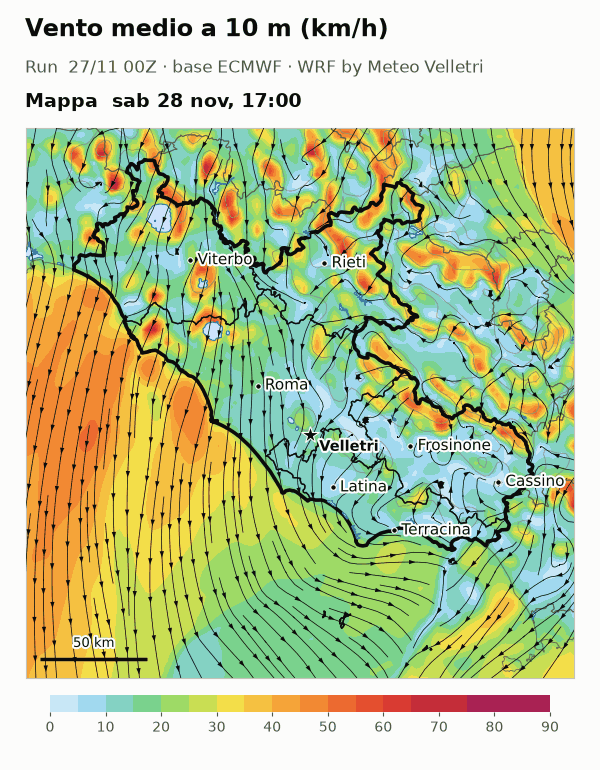 Vento medio a 10 m (km/h)
Run  27/11 00Z · base ECMWF · WRF by Meteo Velletri
Mappa  sab 28 nov, 17:00
Viterbo
Rieti
Roma
Velletri
Frosinone
Cassino
Latina
Terracina
50 km
0 10 20 30 40 50 60 70 80 90